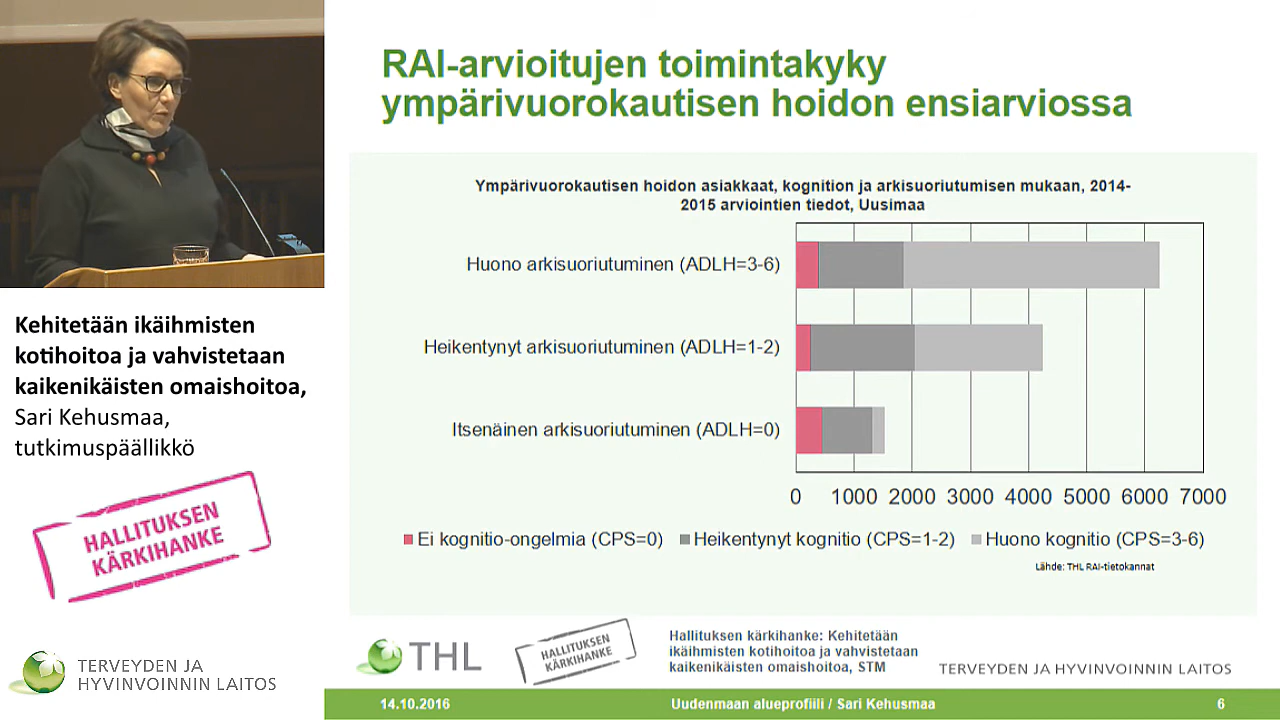 RAI-arvioitujen toimintakyky
ympärivuorokautisen hoidon ensiarviossa
Ympärivuorokautisen hoidon asiakkaat, kognition ja arkisuoriutumisen mukaan, 2014-
2015 arviointien tiedot, Uusimaa
Huono arkisuoriutuminen (ADLH=3-6)
Heikentynyt arkisuoriutuminen (ADLH=1-2)
Itsenäinen arkisuoriutuminen (ADLH=0)
0 1000 2000 3000 4000 5000 6000 7000
Ei kognitio-ongelmia (CPS=0) Heikentynyt kognitio (CPS=1-2) Huono kognitio (CPS=3-6)
Lähde: THL RAI-tietokannat
Kehitetään ikäihmisten
kotihoitoa ja vahvistetaan
kaikenikäisten omaishoitoa,
Sari Kehusmaa,
tutkimuspäällikkö
HALLITUKSEN
KÄRKIHANKE
TERVEYDEN JA
HYVINVOINNIN LAITOS
THL
HALLITUKSEN
KÄRKIHANKE
Hallituksen kärkihanke: Kehitetään
ikäihmisten kotihoitoa ja vahvistetaan
kaikenikäisten omaishoitoa, STM
TERVEYDEN JA HYVINVOINNIN LAITOS
14.10.2016
Uudenmaan alueprofiili / Sari Kehusmaa
6